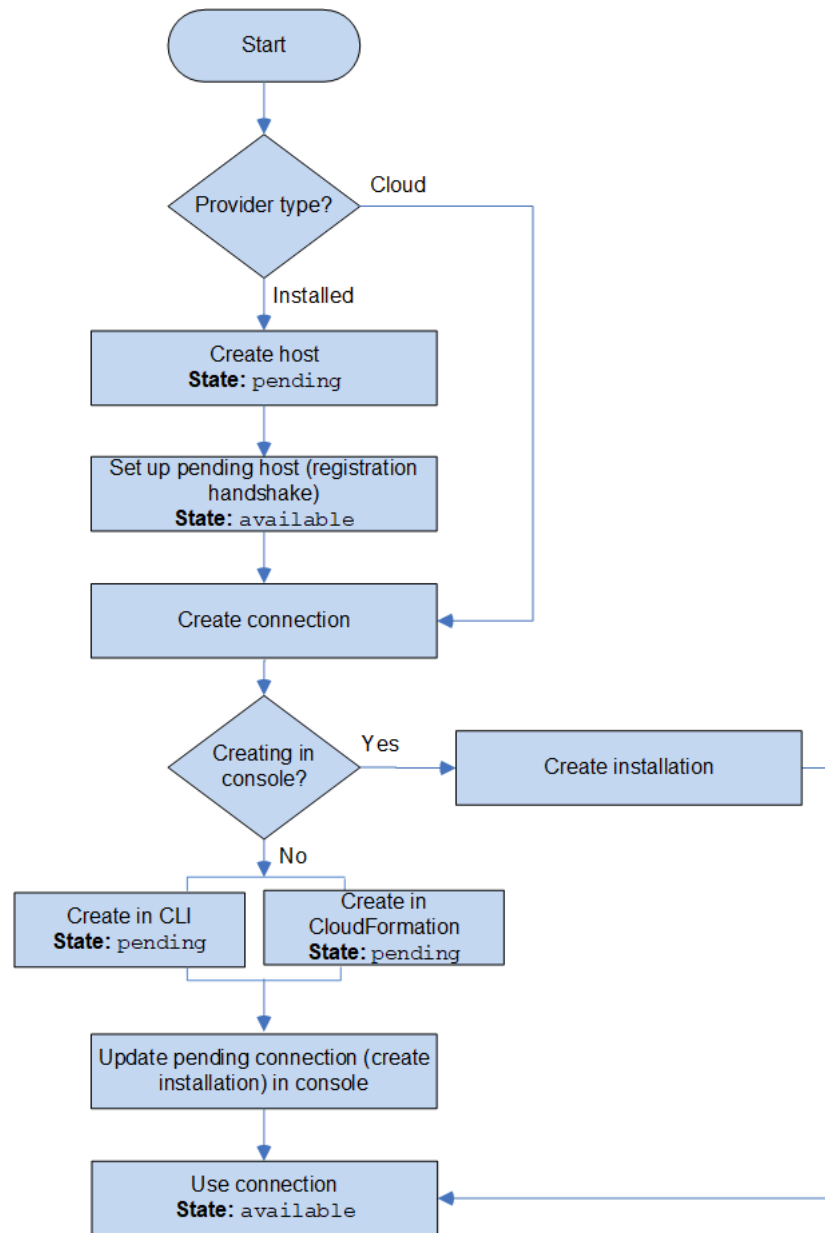 Start
Provider type?
Cloud
Installed
Create host
State: pending
Set up pending host (registration
handshake)
State: available
Create connection
Creating in
console?
Yes
Create installation
No
Create in CLI
State: pending
Create in
CloudFormation
State: pending
Update pending connection (create
installation) in console
Use connection
State: available